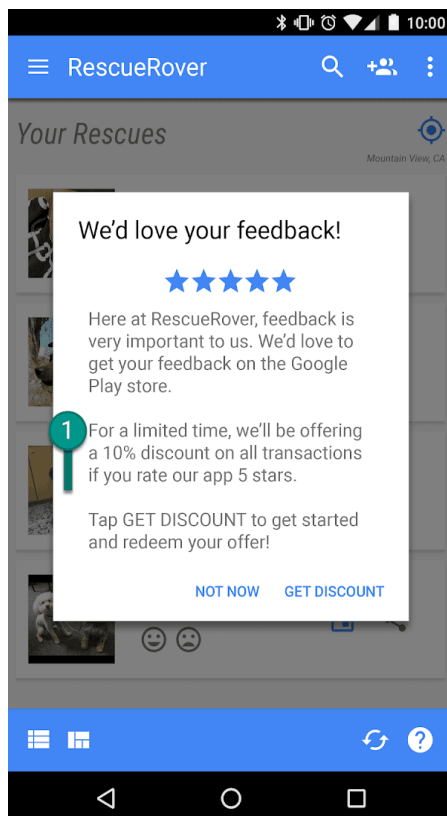 10:00
RescueRover
Your Rescues
Mountain View, CA
We'd love your feedback!
Here at RescueRover, feedback is
very important to us. We'd love to
get your feedback on the Google
Play store.
1
For a limited time, we'll be offering
a 10% discount on all transactions
if you rate our app 5 stars.
Tap GET DISCOUNT to get started
and redeem your offer!
NOT NOW GET DISCOUNT